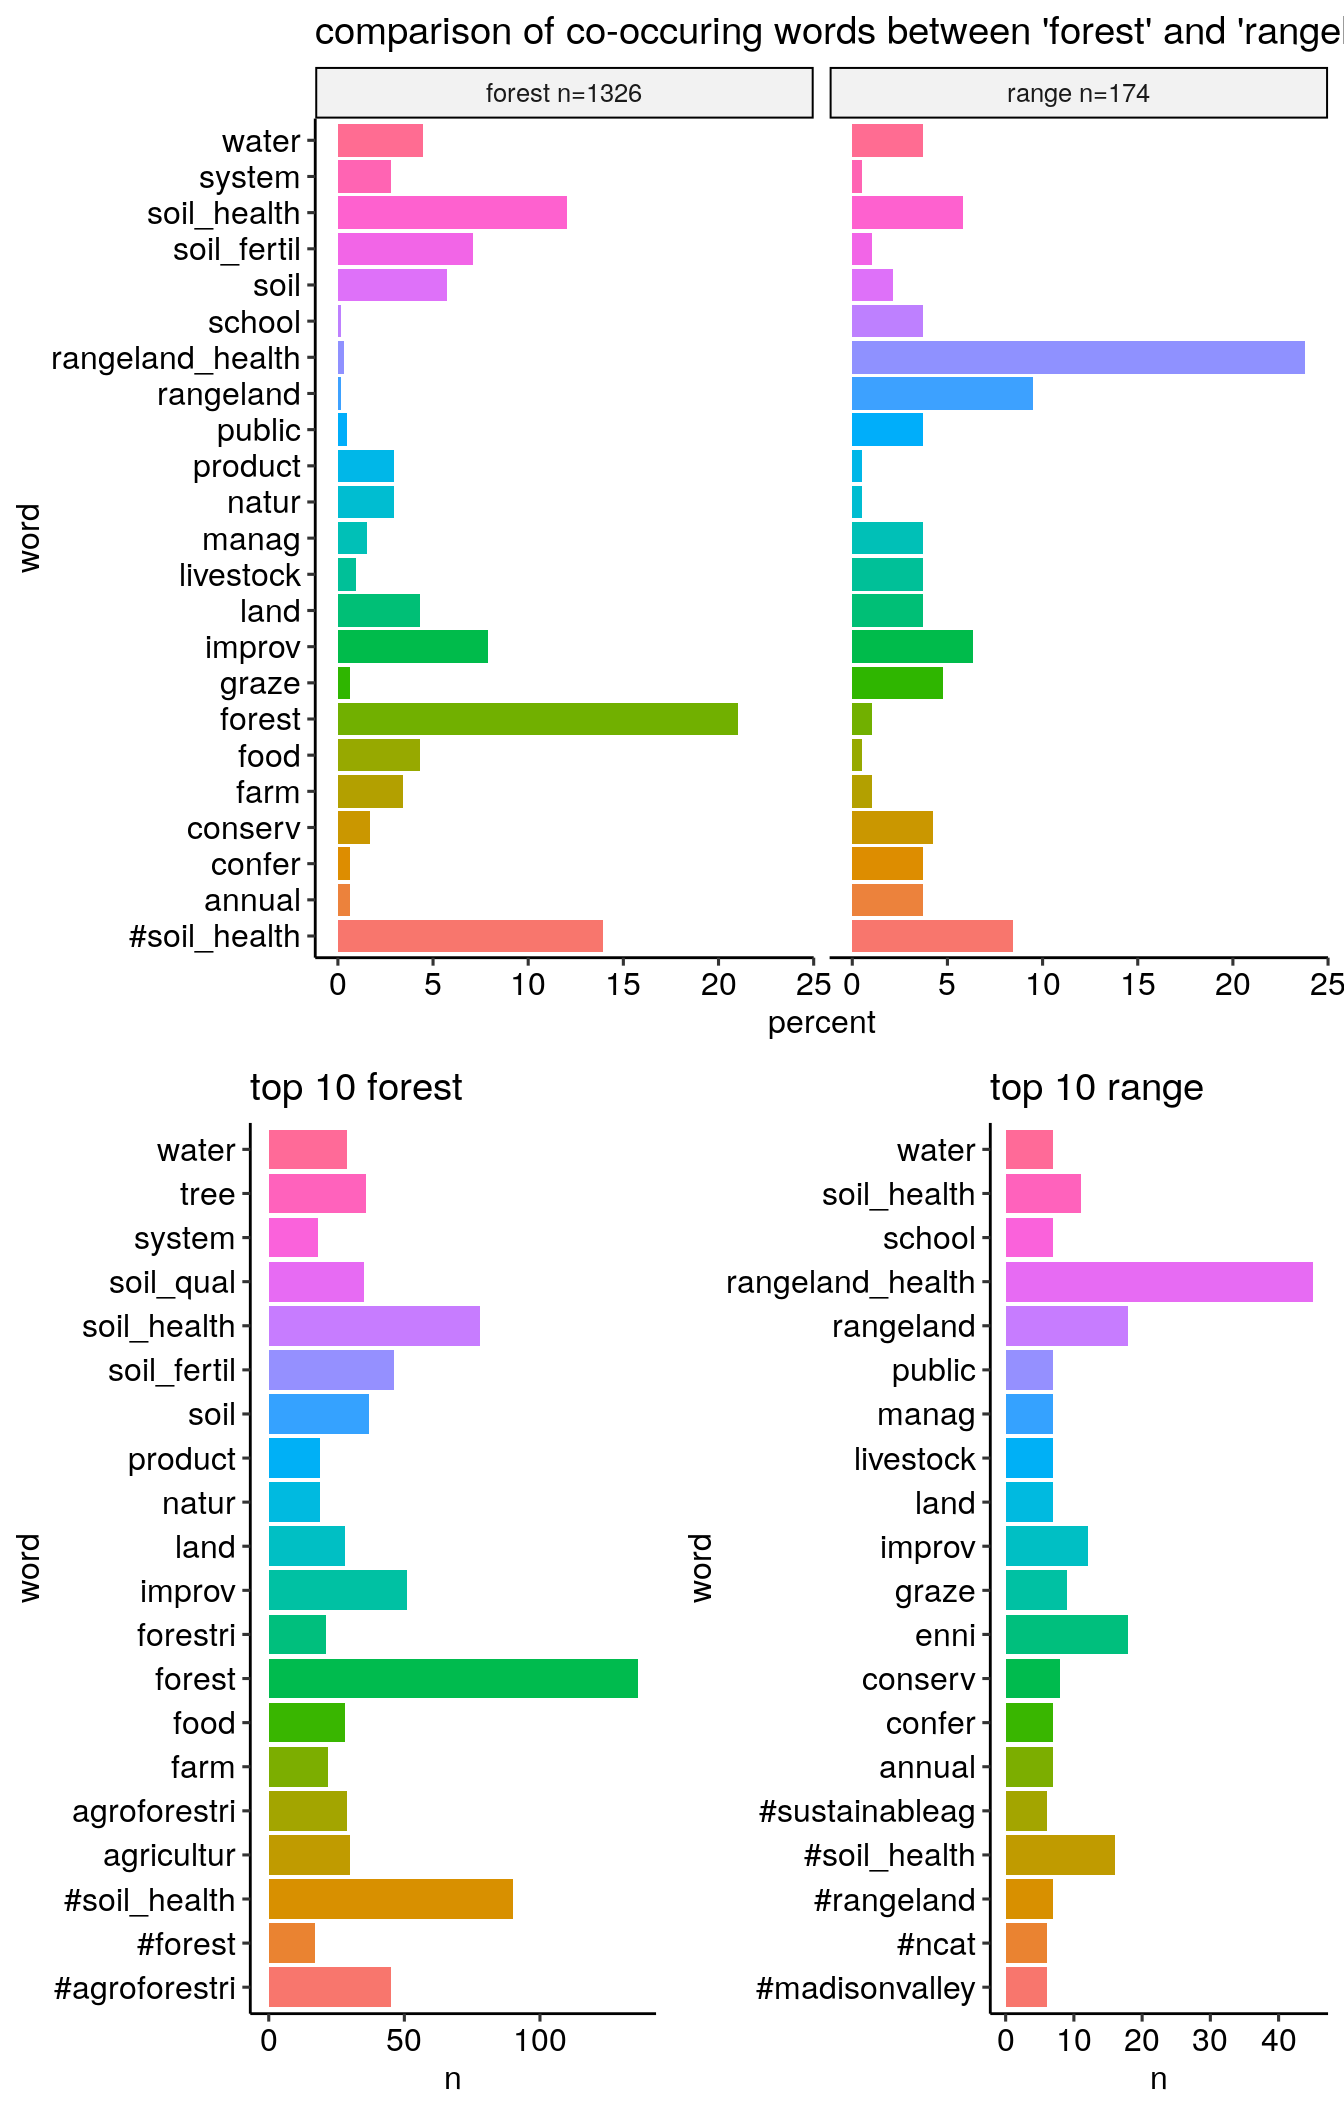 comparison of co-occuring words between 'forest' and 'rangel
forest n=1326
range n=174
word
water
system
soil_health
soil_fertil
soil
school
rangeland_health
rangeland
public
product
natur
manag
livestock
land
improv
graze
forest
food
farm
conserv
confer
annual
#soil_health
0 5 10 15 20 25
0 5 10 15 20 25
percent
top 10 forest
word
water
tree
system
soil_qual
soil_health
soil_fertil
soil
product
natur
land
improv
forestri
forest
food
farm
agroforestri
agricultur
#soil_health
#forest
#agroforestri
0 50 100
n
top 10 range
word
water
soil_health
school
rangeland_health
rangeland
public
manag
livestock
land
improv
graze
enni
conserv
confer
annual
#sustainableag
#soil_health
#rangeland
#ncat
#madisonvalley
0 10 20 30 40
n